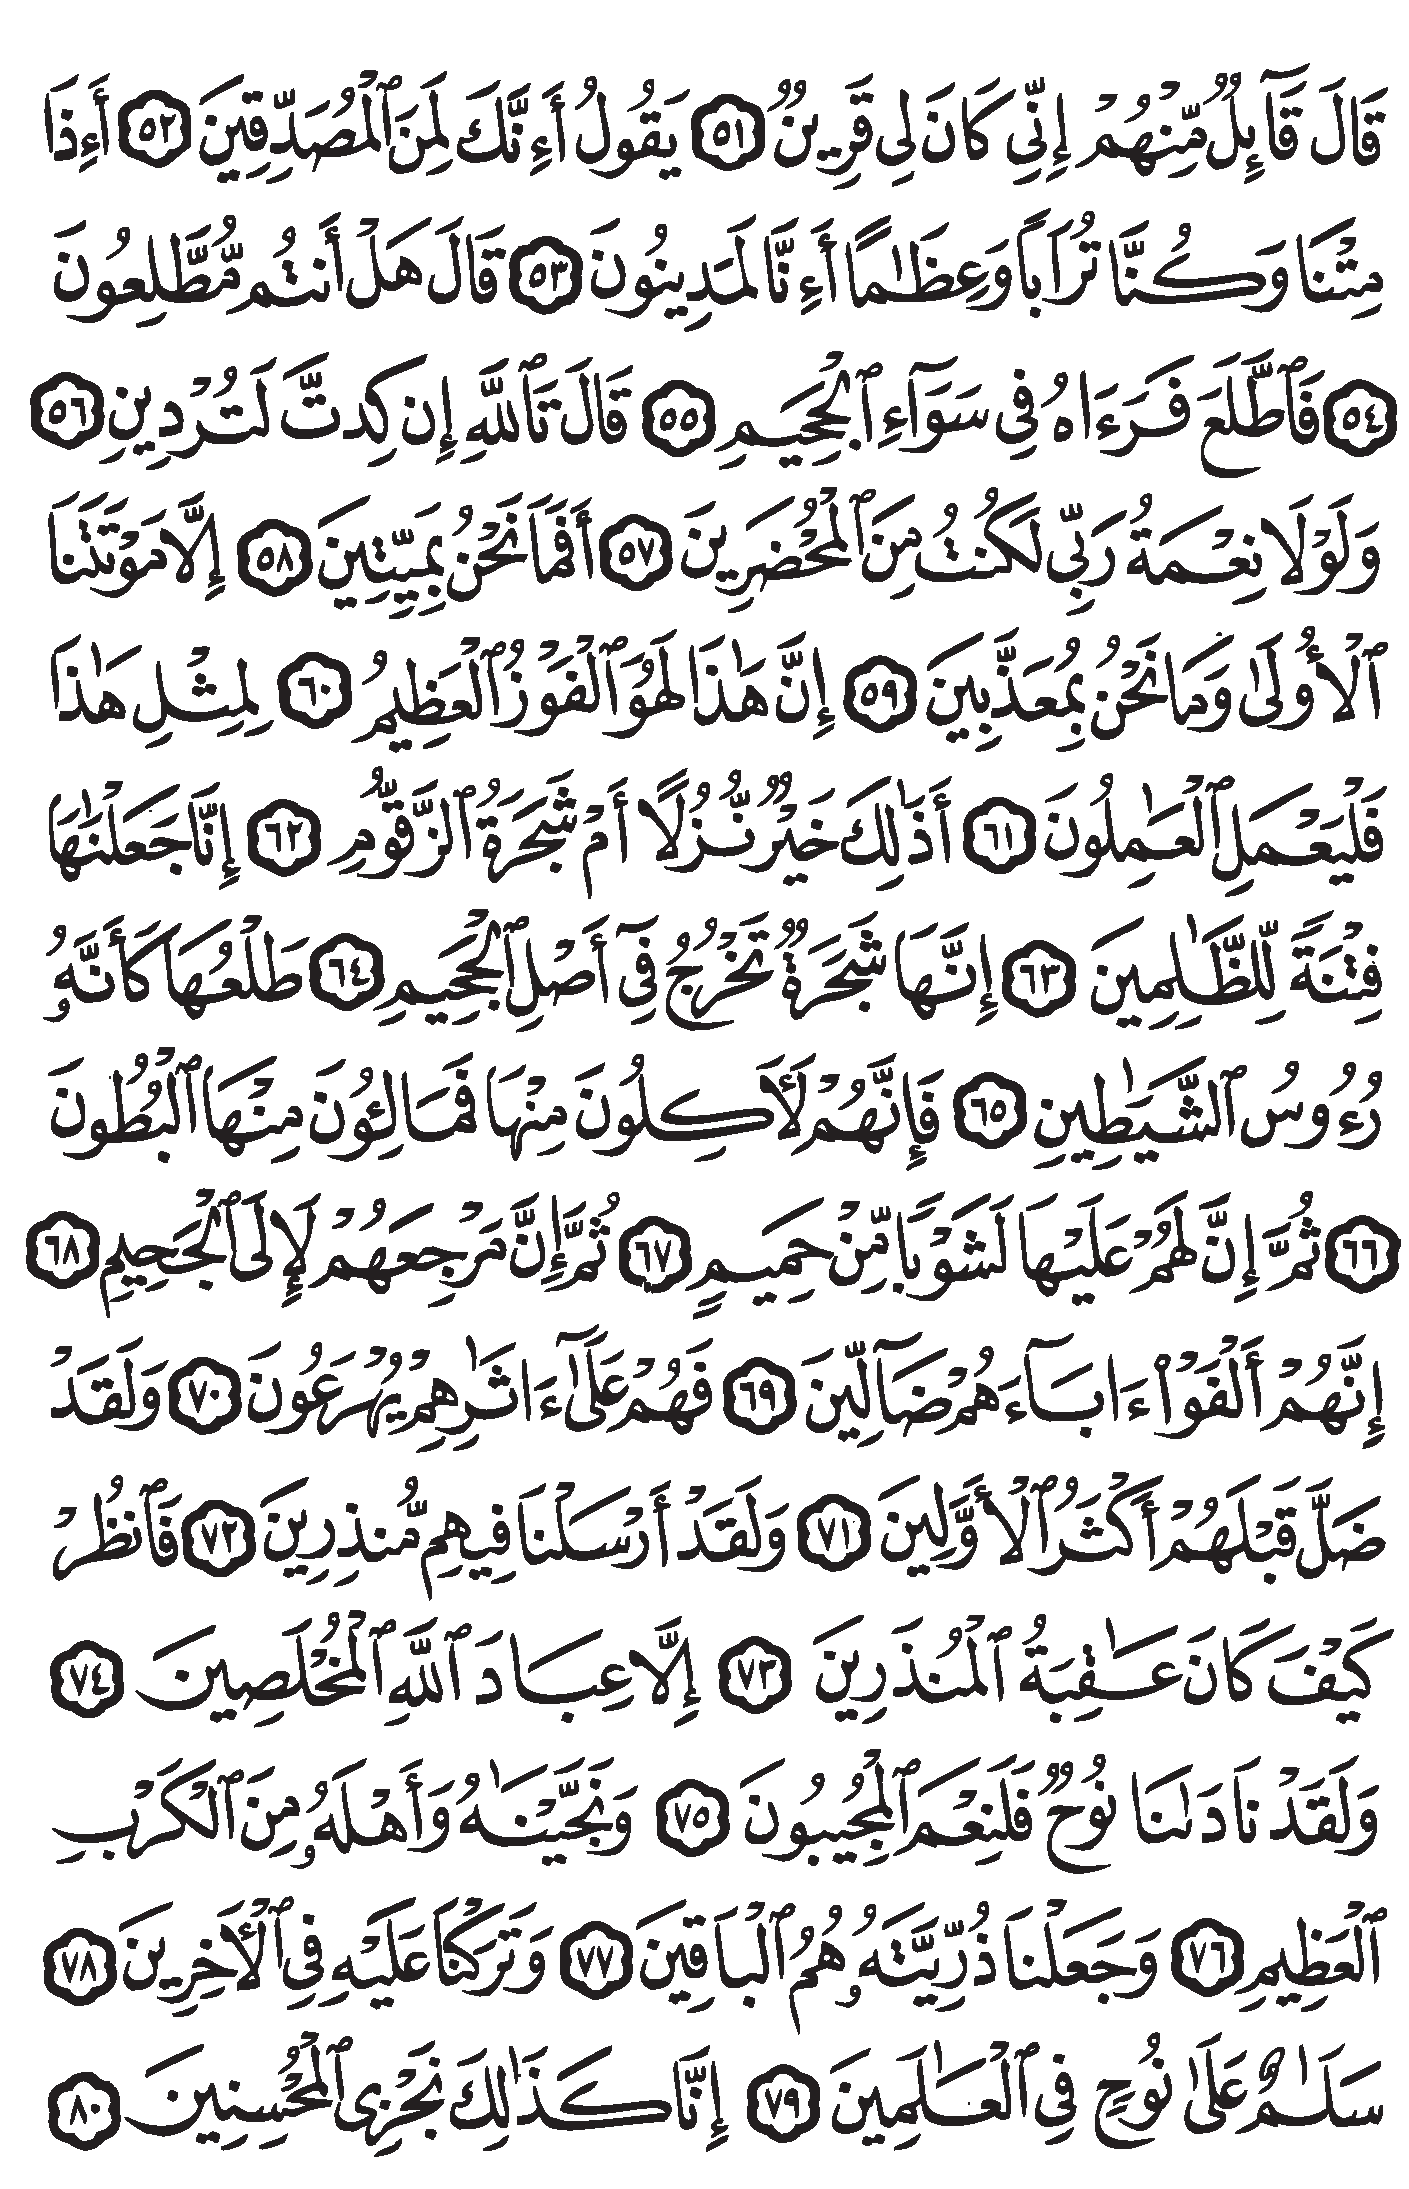 قَالَ قَآئِلٌ مِّنْهُمْ إِنِّى كَانَ لِى قَرِينٌ ٥١ يَقُولُ أَءِنَّكَ لَمِنَ ٱلْمُصَدِّقِينَ ٥٢ أَءِذَا
مِتْنَا وَكُنَّا تُرَابًا وَعِظَٰمًا أَءِنَّا لَمَدِينُونَ ٥٣ قَالَ هَلْ أَنتُم مُّطَّلِعُونَ
٥٤ فَٱطَّلَعَ فَرَءَاهُ فِى سَوَآءِ ٱلْجَحِيمِ ٥٥ قَالَ تَٱللَّهِ إِن كِدتَّ لَتُرْدِينِ ٥٦
وَلَوْلَا نِعْمَةُ رَبِّى لَكُنتُ مِنَ ٱلْمُحْضَرِينَ ٥٧ أَفَمَا نَحْنُ بِمَيِّتِينَ ٥٨ إِلَّا مَوْتَتَنَا
ٱلْأُولَىٰ وَمَا نَحْنُ بِمُعَذَّبِينَ ٥٩ إِنَّ هَٰذَا لَهُوَ ٱلْفَوْزُ ٱلْعَظِيمُ ٦٠ لِمِثْلِ هَٰذَا
فَلْيَعْمَلِ ٱلْعَٰمِلُونَ ٦١ أَذَٰلِكَ خَيْرٌ نُّزُلًا أَمْ شَجَرَةُ ٱلزَّقُّومِ ٦٢ إِنَّا جَعَلْنَٰهَا
فِتْنَةً لِّلظَّٰلِمِينَ ٦٣ إِنَّهَا شَجَرَةٌ تَخْرُجُ فِىٓ أَصْلِ ٱلْجَحِيمِ ٦٤ طَلْعُهَا كَأَنَّهُۥ
رُءُوسُ ٱلشَّيَٰطِينِ ٦٥ فَإِنَّهُمْ لَأَكِلُونَ مِنْهَا فَمَالِئُونَ مِنْهَا ٱلْبُطُونَ
٦٦ ثُمَّ إِنَّ لَهُمْ عَلَيْهَا لَشَوْبًا مِّنْ حَمِيمٍ ٦٧ ثُمَّ إِنَّ مَرْجِعَهُمْ لَإِلَى ٱلْجَحِيمِ ٦٨
إِنَّهُمْ أَلْفَوْا۟ ءَابَآءَهُمْ ضَآلِّينَ ٦٩ فَهُمْ عَلَىٰٓ ءَاثَٰرِهِمْ يُهْرَعُونَ ٧٠ وَلَقَدْ
ضَلَّ قَبْلَهُمْ أَكْثَرُ ٱلْأَوَّلِينَ ٧١ وَلَقَدْ أَرْسَلْنَا فِيهِم مُّنذِرِينَ ٧٢ فَٱنظُرْ
كَيْفَ كَانَ عَٰقِبَةُ ٱلْمُنذَرِينَ ٧٣ إِلَّا عِبَادَ ٱللَّهِ ٱلْمُخْلَصِينَ ٧٤
وَلَقَدْ نَادَىٰنَا نُوحٌ فَلَنِعْمَ ٱلْمُجِيبُونَ ٧٥ وَنَجَّيْنَٰهُ وَأَهْلَهُۥ مِنَ ٱلْكَرْبِ
ٱلْعَظِيمِ ٧٦ وَجَعَلْنَا ذُرِّيَّتَهُۥ هُمُ ٱلْبَاقِينَ ٧٧ وَتَرَكْنَا عَلَيْهِ فِى ٱلْأَخِرِينَ ٧٨
سَلَٰمٌ عَلَىٰ نُوحٍ فِى ٱلْعَٰلَمِينَ ٧٩ إِنَّا كَذَٰلِكَ نَجْزِى ٱلْمُحْسِنِينَ ٨٠